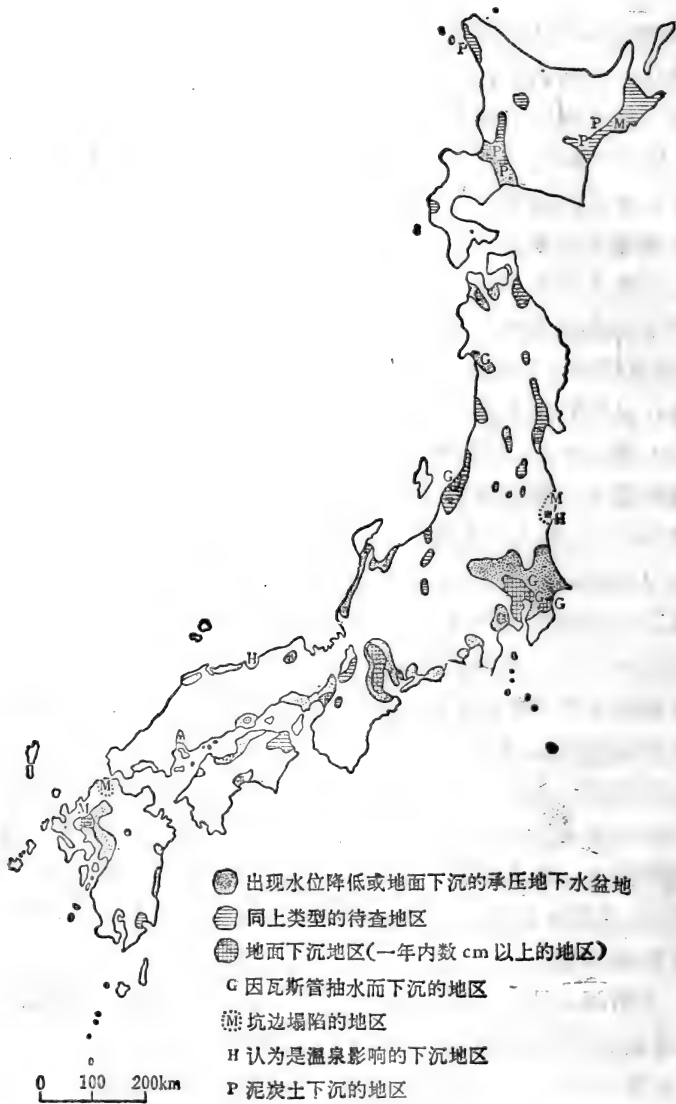 P
P M
P
P
P
G
G
M
H
G
G G
H
M
M
出现水位降低或地面下沉的承压地下水盆地
同上类型的待查地区
地面下沉地区(一年内数 cm 以上的地区)
G 因瓦斯管抽水而下沉的地区
M 坑边塌陷的地区
H 认为是温泉影响的下沉地区
P 泥炭土下沉的地区
0 100 200km